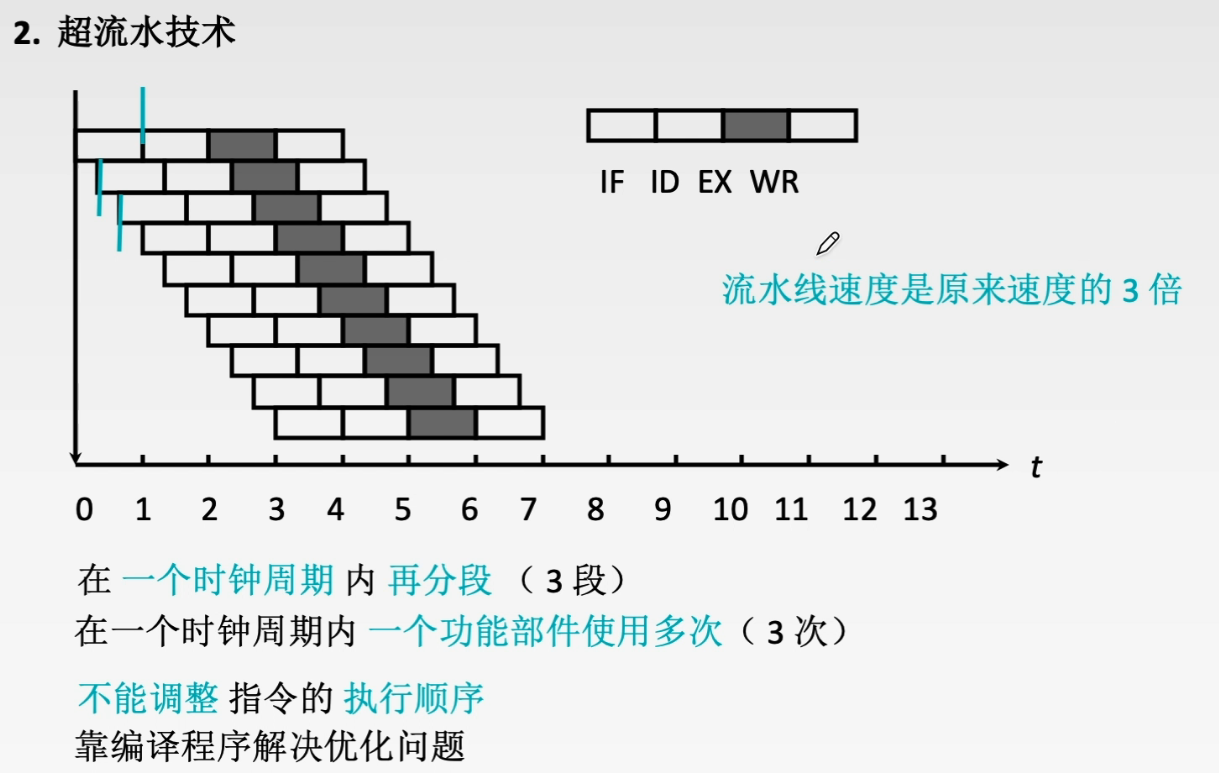 2. 超流水技术
IF ID EX WR
流水线速度是原来速度的 3 倍
t
0 1 2 3 4 5 6 7 8 9 10 11 12 13
在 一个时钟周期 内 再分段 （ 3 段）
在一个时钟周期内 一个功能部件使用多次（ 3 次）
不能调整 指令的 执行顺序
靠编译程序解决优化问题